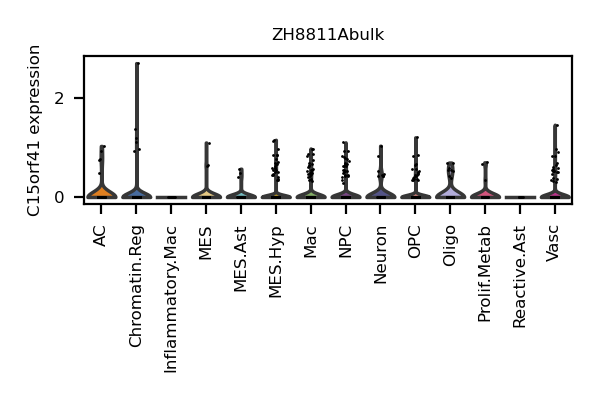 ZH8811Abulk
C15orf41 expression
2
0
AC
Chromatin.Reg
Inflammatory.Mac
MES
MES.Ast
MES.Hyp
Mac
NPC
Neuron
OPC
Oligo
Prolif.Metab
Reactive.Ast
Vasc